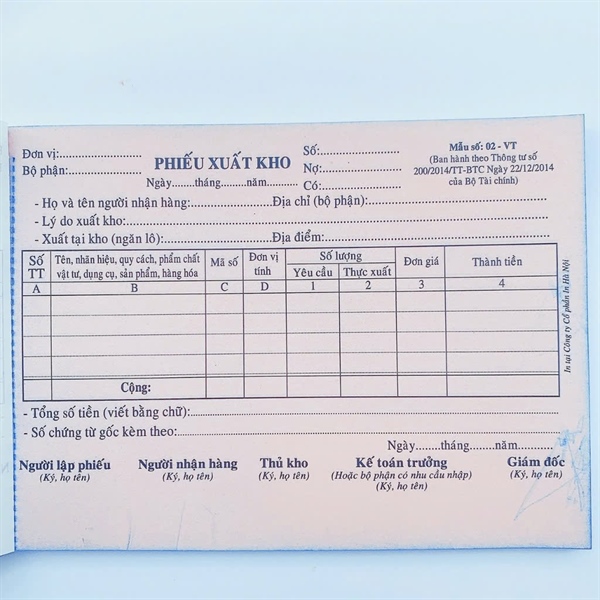 Đơn vị:.................
Bộ phận:.................
PHIẾU XUẤT KHO
Ngày........tháng.......năm........
Số:.................
Nợ:.................
Có:.................
Mẫu số: 02 - VT
(Ban hành theo Thông tư số
200/2014/TT-BTC Ngày 22/12/2014
của Bộ Tài chính)
- Họ và tên người nhận hàng:.................Địa chỉ (bộ phận):.................
- Lý do xuất kho:.................
- Xuất tại kho (ngăn lô):.................Địa điểm:.................
Số TT | Tên, nhãn hiệu, quy cách, phẩm chất vật tư, dụng cụ, sản phẩm, hàng hóa | Mã số | Đơn vị tính | Số lượng | Đơn giá | Thành tiền
Yêu cầu | Thực xuất
A | B | C | D | 1 | 2 | 3 | 4
Cộng:
- Tổng số tiền (viết bằng chữ):.................
- Số chứng từ gốc kèm theo:.................
Ngày.......tháng.......năm........
Người lập phiếu Người nhận hàng Thủ kho Kế toán trưởng Giám đốc
(Ký, họ tên) (Ký, họ tên) (Ký, họ tên) (Hoặc bộ phận có nhu cầu nhập) (Ký, họ tên)
(Ký, họ tên)
In tại Công ty Cổ phần In Hà Nội